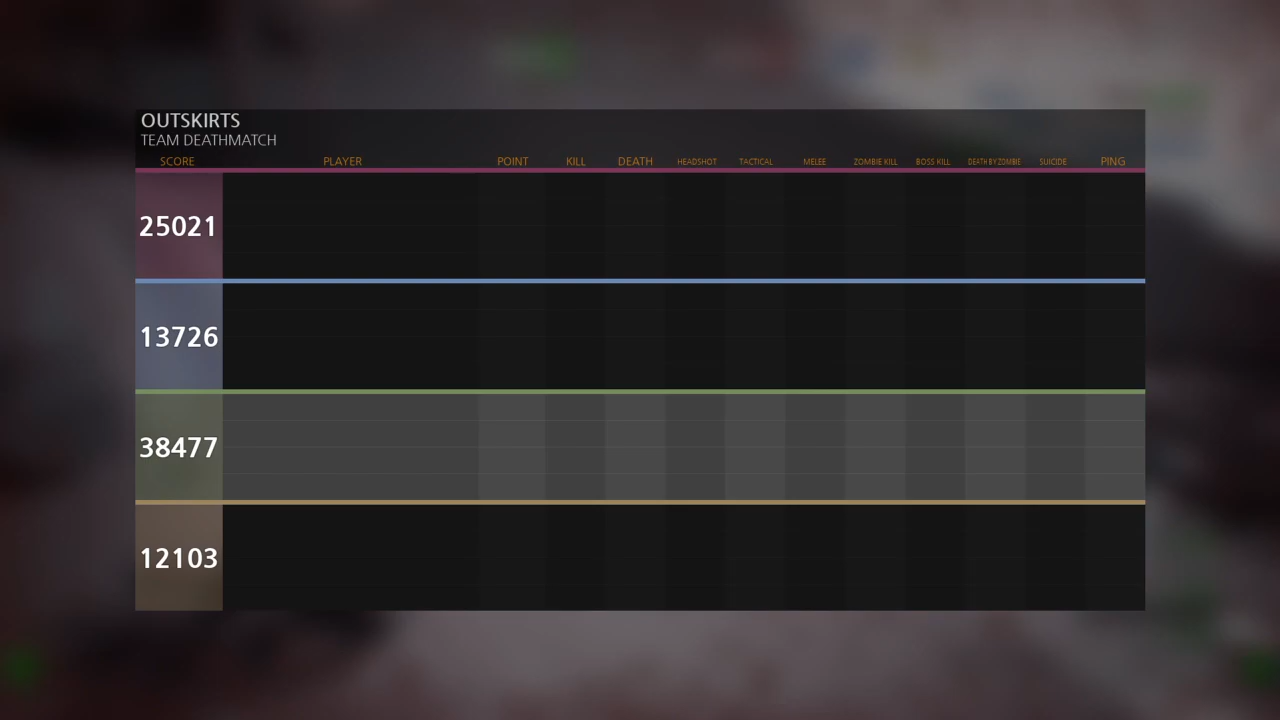 OUTSKIRTS
TEAM DEATHMATCH
SCORE PLAYER POINT KILL DEATH HEADSHOT TACTICAL MELEE ZOMBIE KILL BOSS KILL DEATH BY ZOMBIE SUICIDE PING
25021
13726
38477
12103